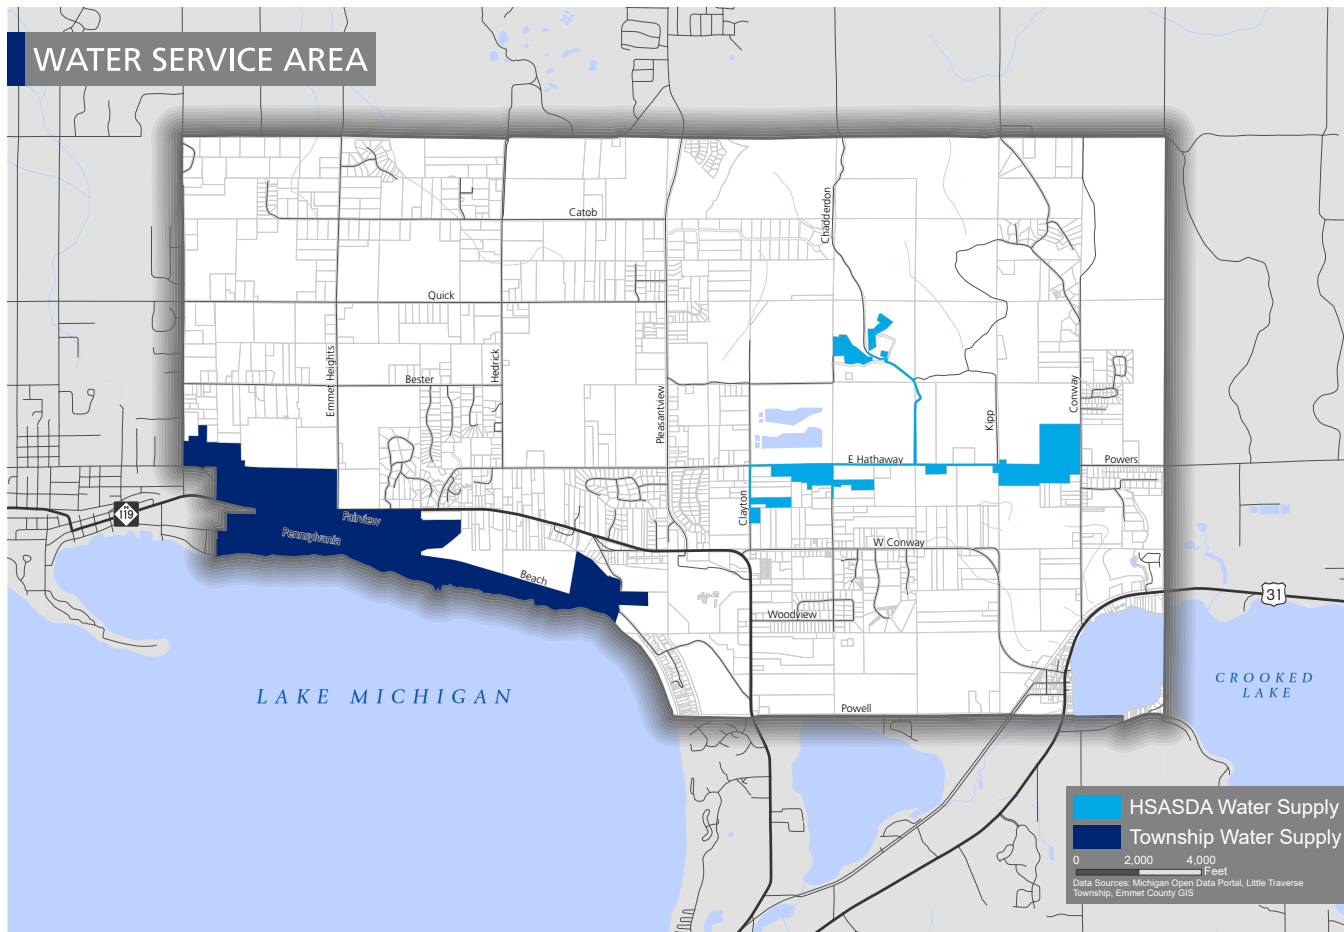 WATER SERVICE AREA
Catob
Chadderdon
Quick
Emmet Heights
Hedrick
Bester
Pleasantview
Conway
Kipp
E Hathaway
Powers
Clayton
M
119
Fairview
Pennsylvania
W Conway
Beach
Woodview
31
LAKE MICHIGAN
CROOKED
LAKE
Powell
HSASDA Water Supply
Township Water Supply
0 2,000 4,000
Feet
Data Sources: Michigan Open Data Portal, Little Traverse
Township, Emmet County GIS